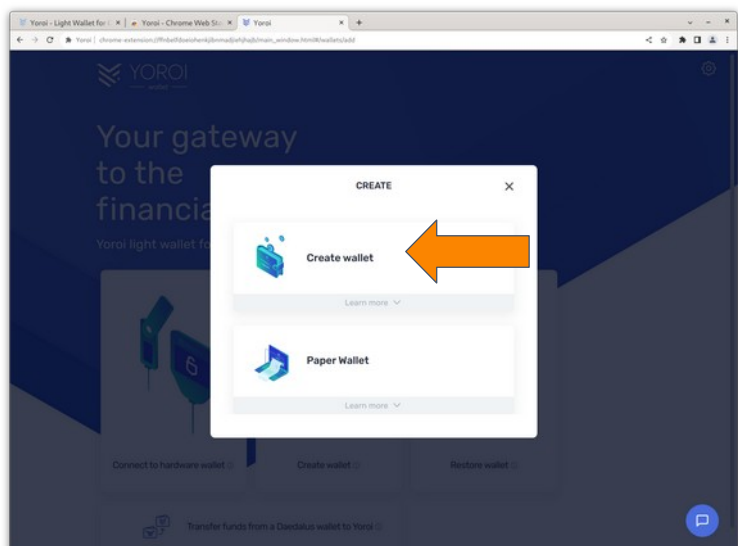 Yoroi - Light Wallet for
Yoroi - Chrome Web Sto
Yoroi
Yoroi
YOROI
wallet
Your gateway
to the
financia
Yoroi light wallet fo
CREATE
Create wallet
Learn more
Paper Wallet
Learn more
Connect to hardware wallet
Create wallet
Restore wallet
Transfer funds from a Daedalus wallet to Yoroi